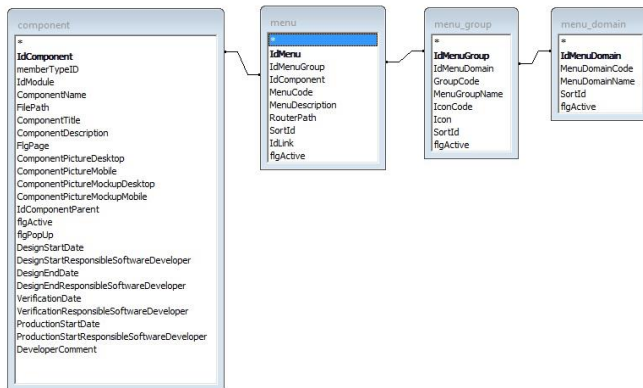 component
*
IdComponent
memberTypeID
IdModule
ComponentName
FilePath
ComponentTitle
ComponentDescription
FlgPage
ComponentPictureDesktop
ComponentPictureMobile
ComponentPictureMockupDesktop
ComponentPictureMockupMobile
IdComponentParent
flgActive
flgPopUp
DesignStartDate
DesignStartResponsibleSoftwareDeveloper
DesignEndDate
DesignEndResponsibleSoftwareDeveloper
VerificationDate
VerificationResponsibleSoftwareDeveloper
ProductionStartDate
ProductionStartResponsibleSoftwareDeveloper
DeveloperComment
menu
*
IdMenu
IdMenuGroup
IdComponent
MenuCode
MenuDescription
RouterPath
SortId
IdLink
flgActive
menu_group
*
IdMenuGroup
IdMenuDomain
GroupCode
MenuGroupName
IconCode
Icon
SortId
flgActive
menu_domain
*
IdMenuDomain
MenuDomainCode
MenuDomainName
SortId
flgActive